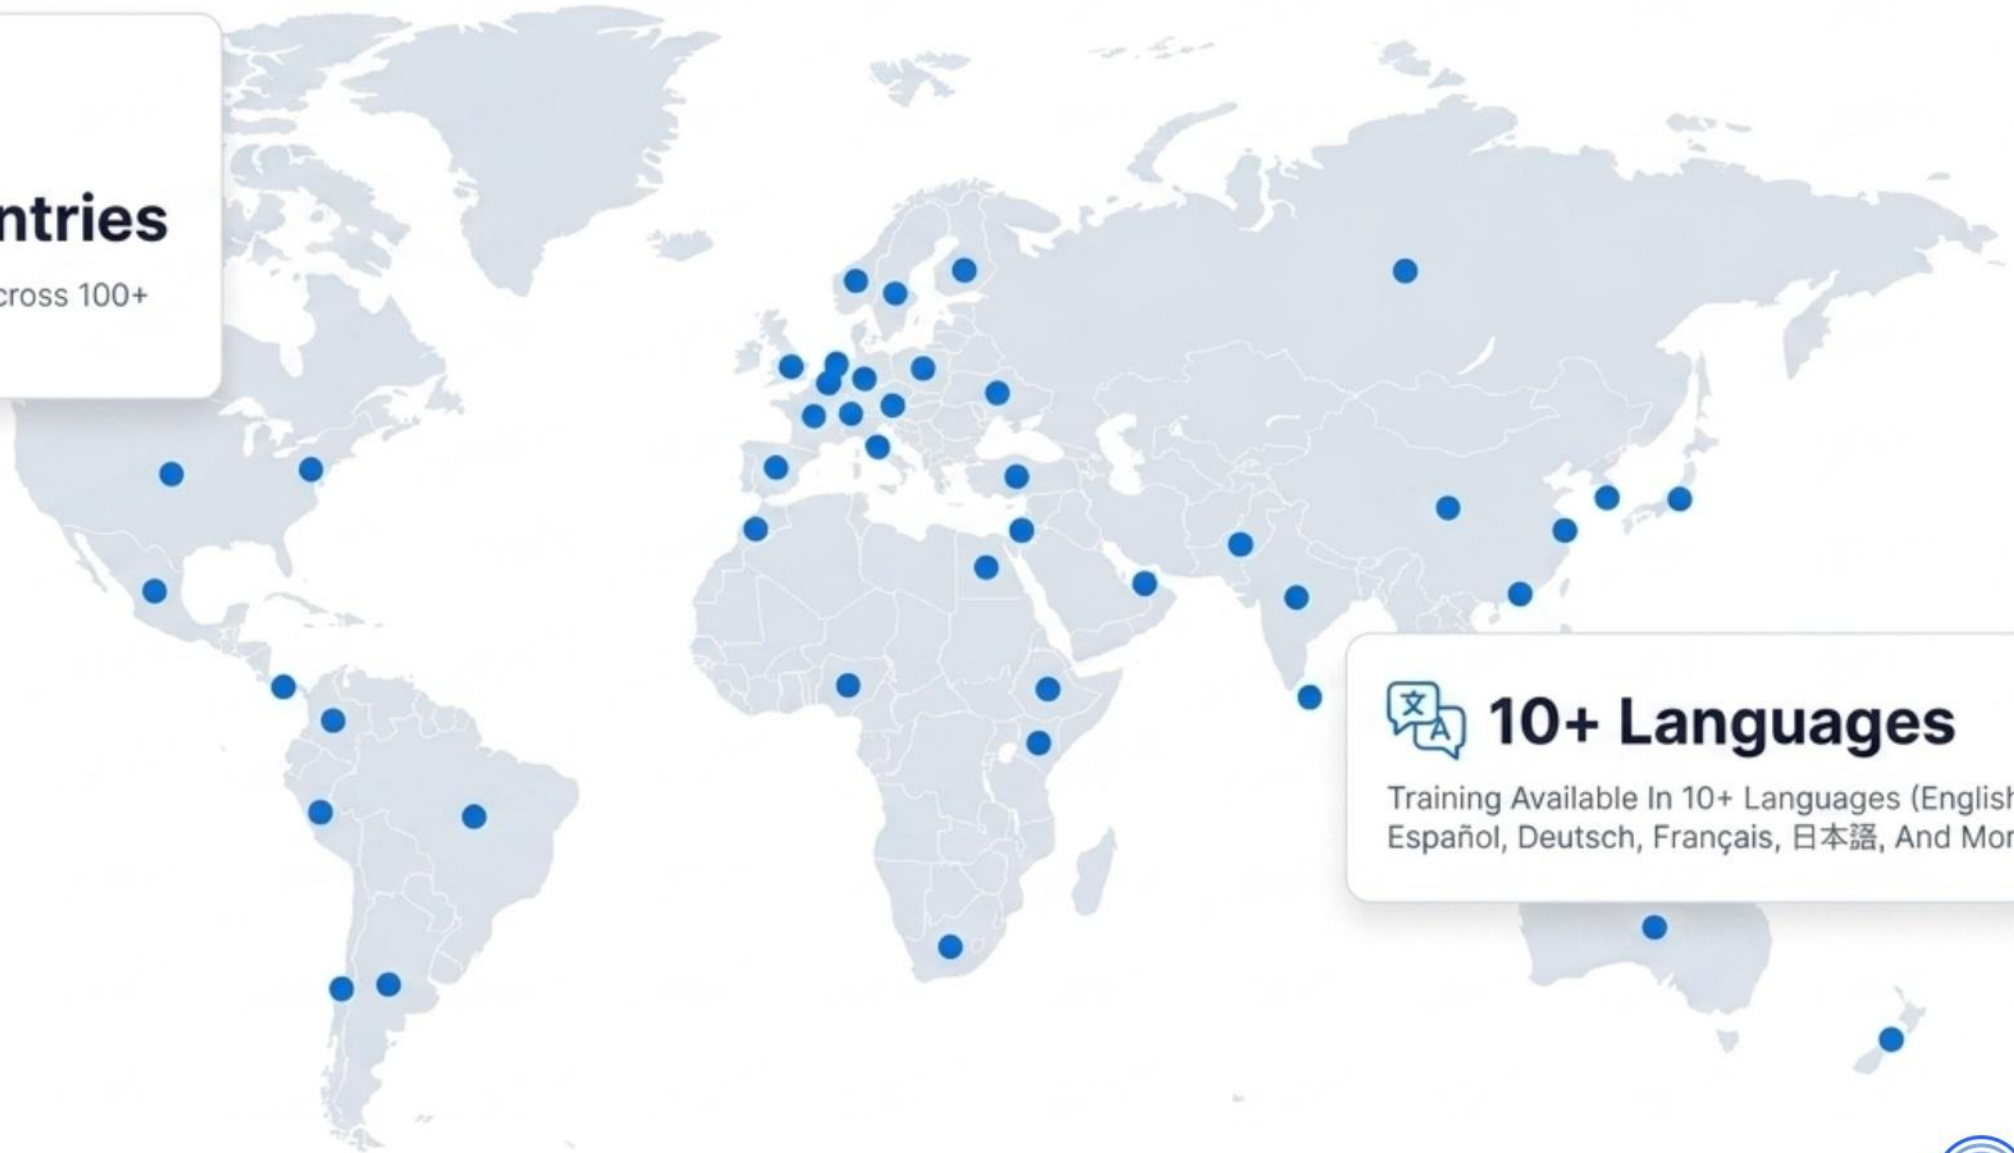 ntries
cross 100+
文
A
10+ Languages
Training Available In 10+ Languages (English
Español, Deutsch, Français, 日本語, And Mor